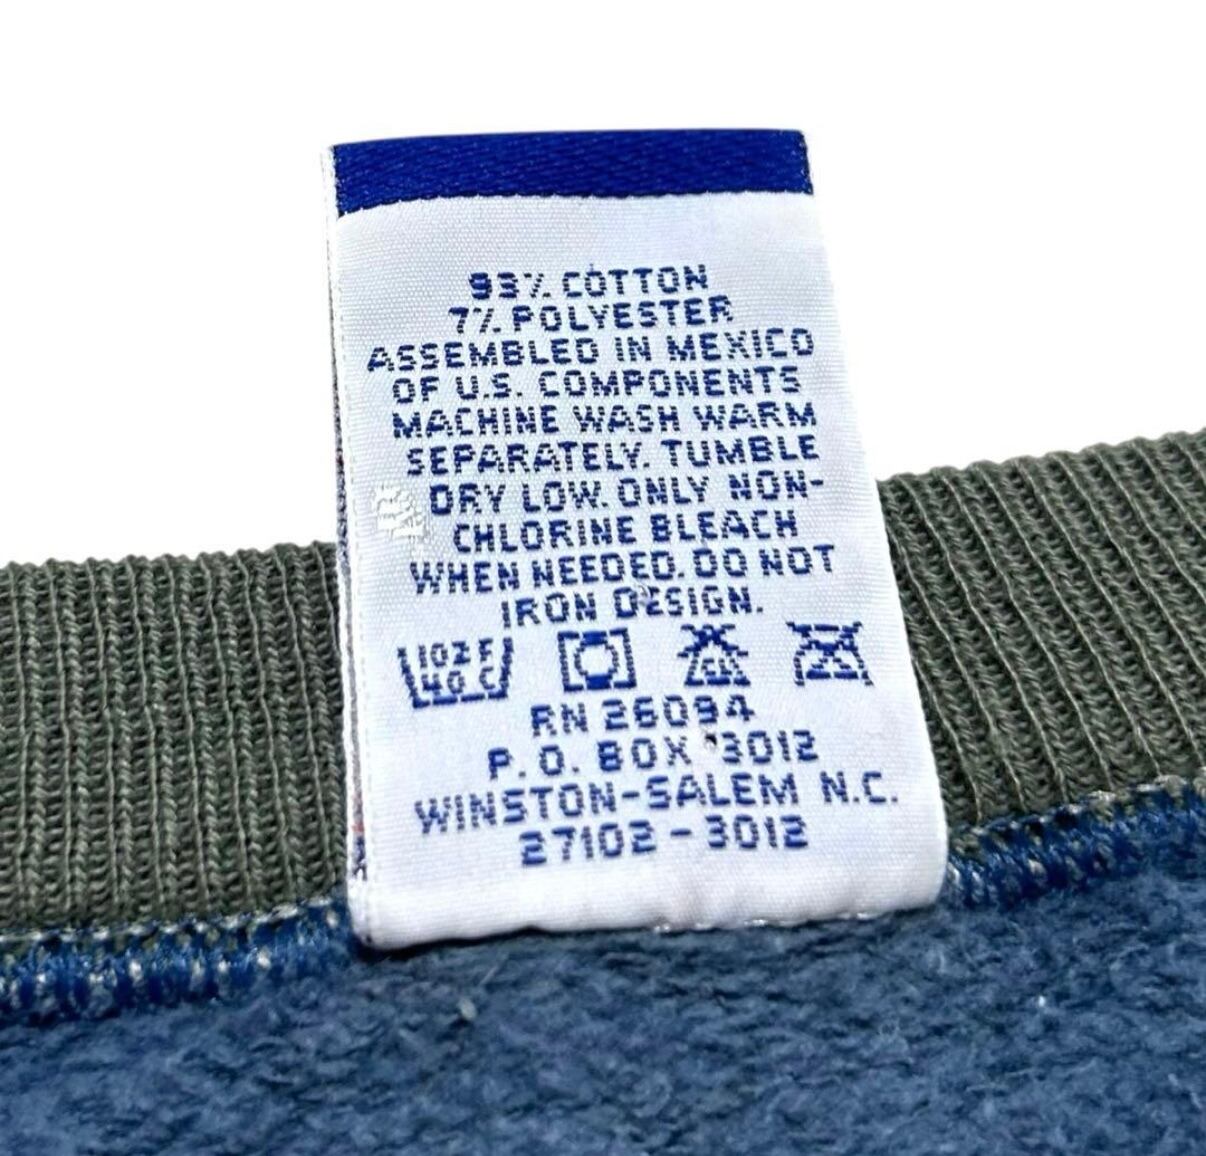 93% COTTON
7% POLYESTER
ASSEMBLED IN MEXICO
OF U.S. COMPONENTS
MACHINE WASH WARM
SEPARATELY. TUMBLE
DRY LOW. ONLY NON-
CHLORINE BLEACH
WHEN NEEDED. DO NOT
IRON DESIGN.
102 F
40 C
CL
RN 26094
P.O. BOX 3012
WINSTON-SALEM N.C.
27102-3012